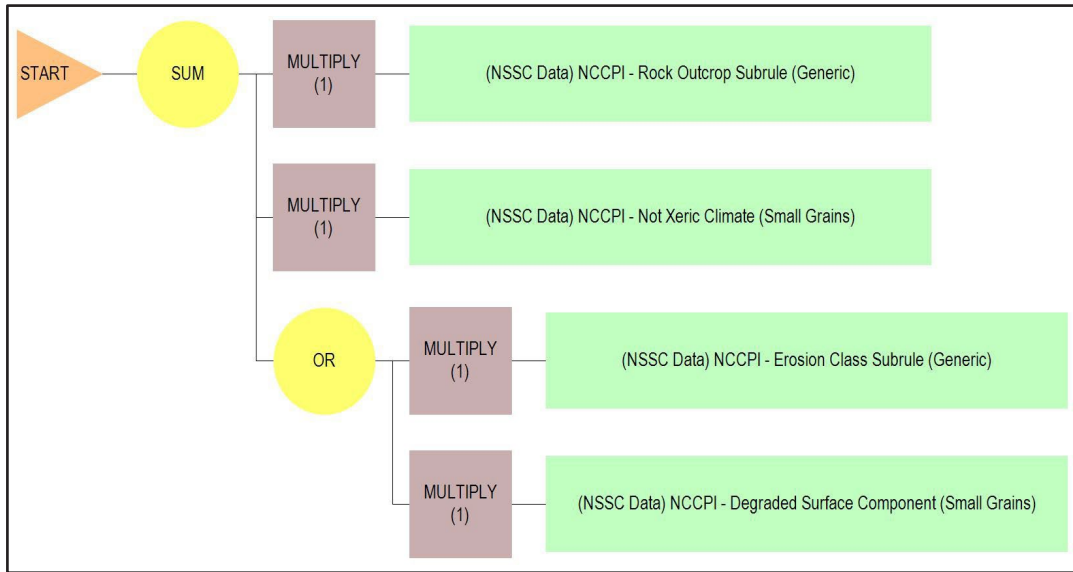 START
SUM
MULTIPLY
(1)
(NSSC Data) NCCPI - Rock Outcrop Subrule (Generic)
MULTIPLY
(1)
(NSSC Data) NCCPI - Not Xeric Climate (Small Grains)
OR
MULTIPLY
(1)
(NSSC Data) NCCPI - Erosion Class Subrule (Generic)
MULTIPLY
(1)
(NSSC Data) NCCPI - Degraded Surface Component (Small Grains)